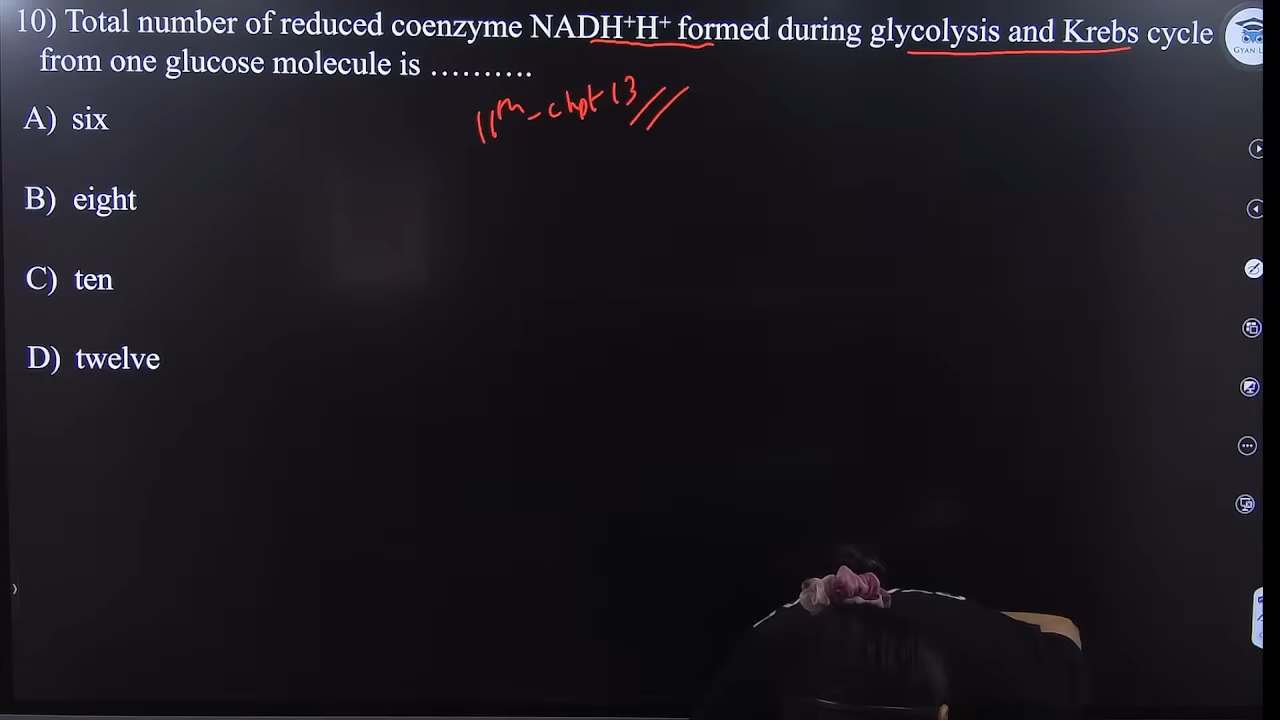 10) Total number of reduced coenzyme NADH⁺H⁺ formed during glycolysis and Krebs cycle
from one glucose molecule is ..........
11th - chpt 13
A) six
B) eight
C) ten
D) twelve
GYAN L